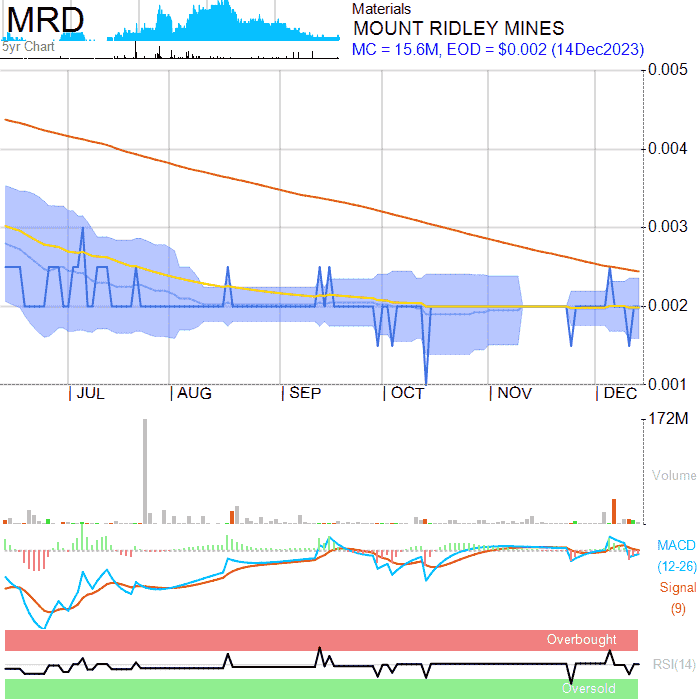 MRD
5yr Chart
Materials
MOUNT RIDLEY MINES
MC = 15.6M, EOD = $0.002 (14Dec2023)
0.005
0.004
0.003
0.002
0.001
JUL AUG SEP OCT NOV DEC
172M
Volume
MACD
(12-26)
Signal
(9)
Overbought
RSI(14)
Oversold